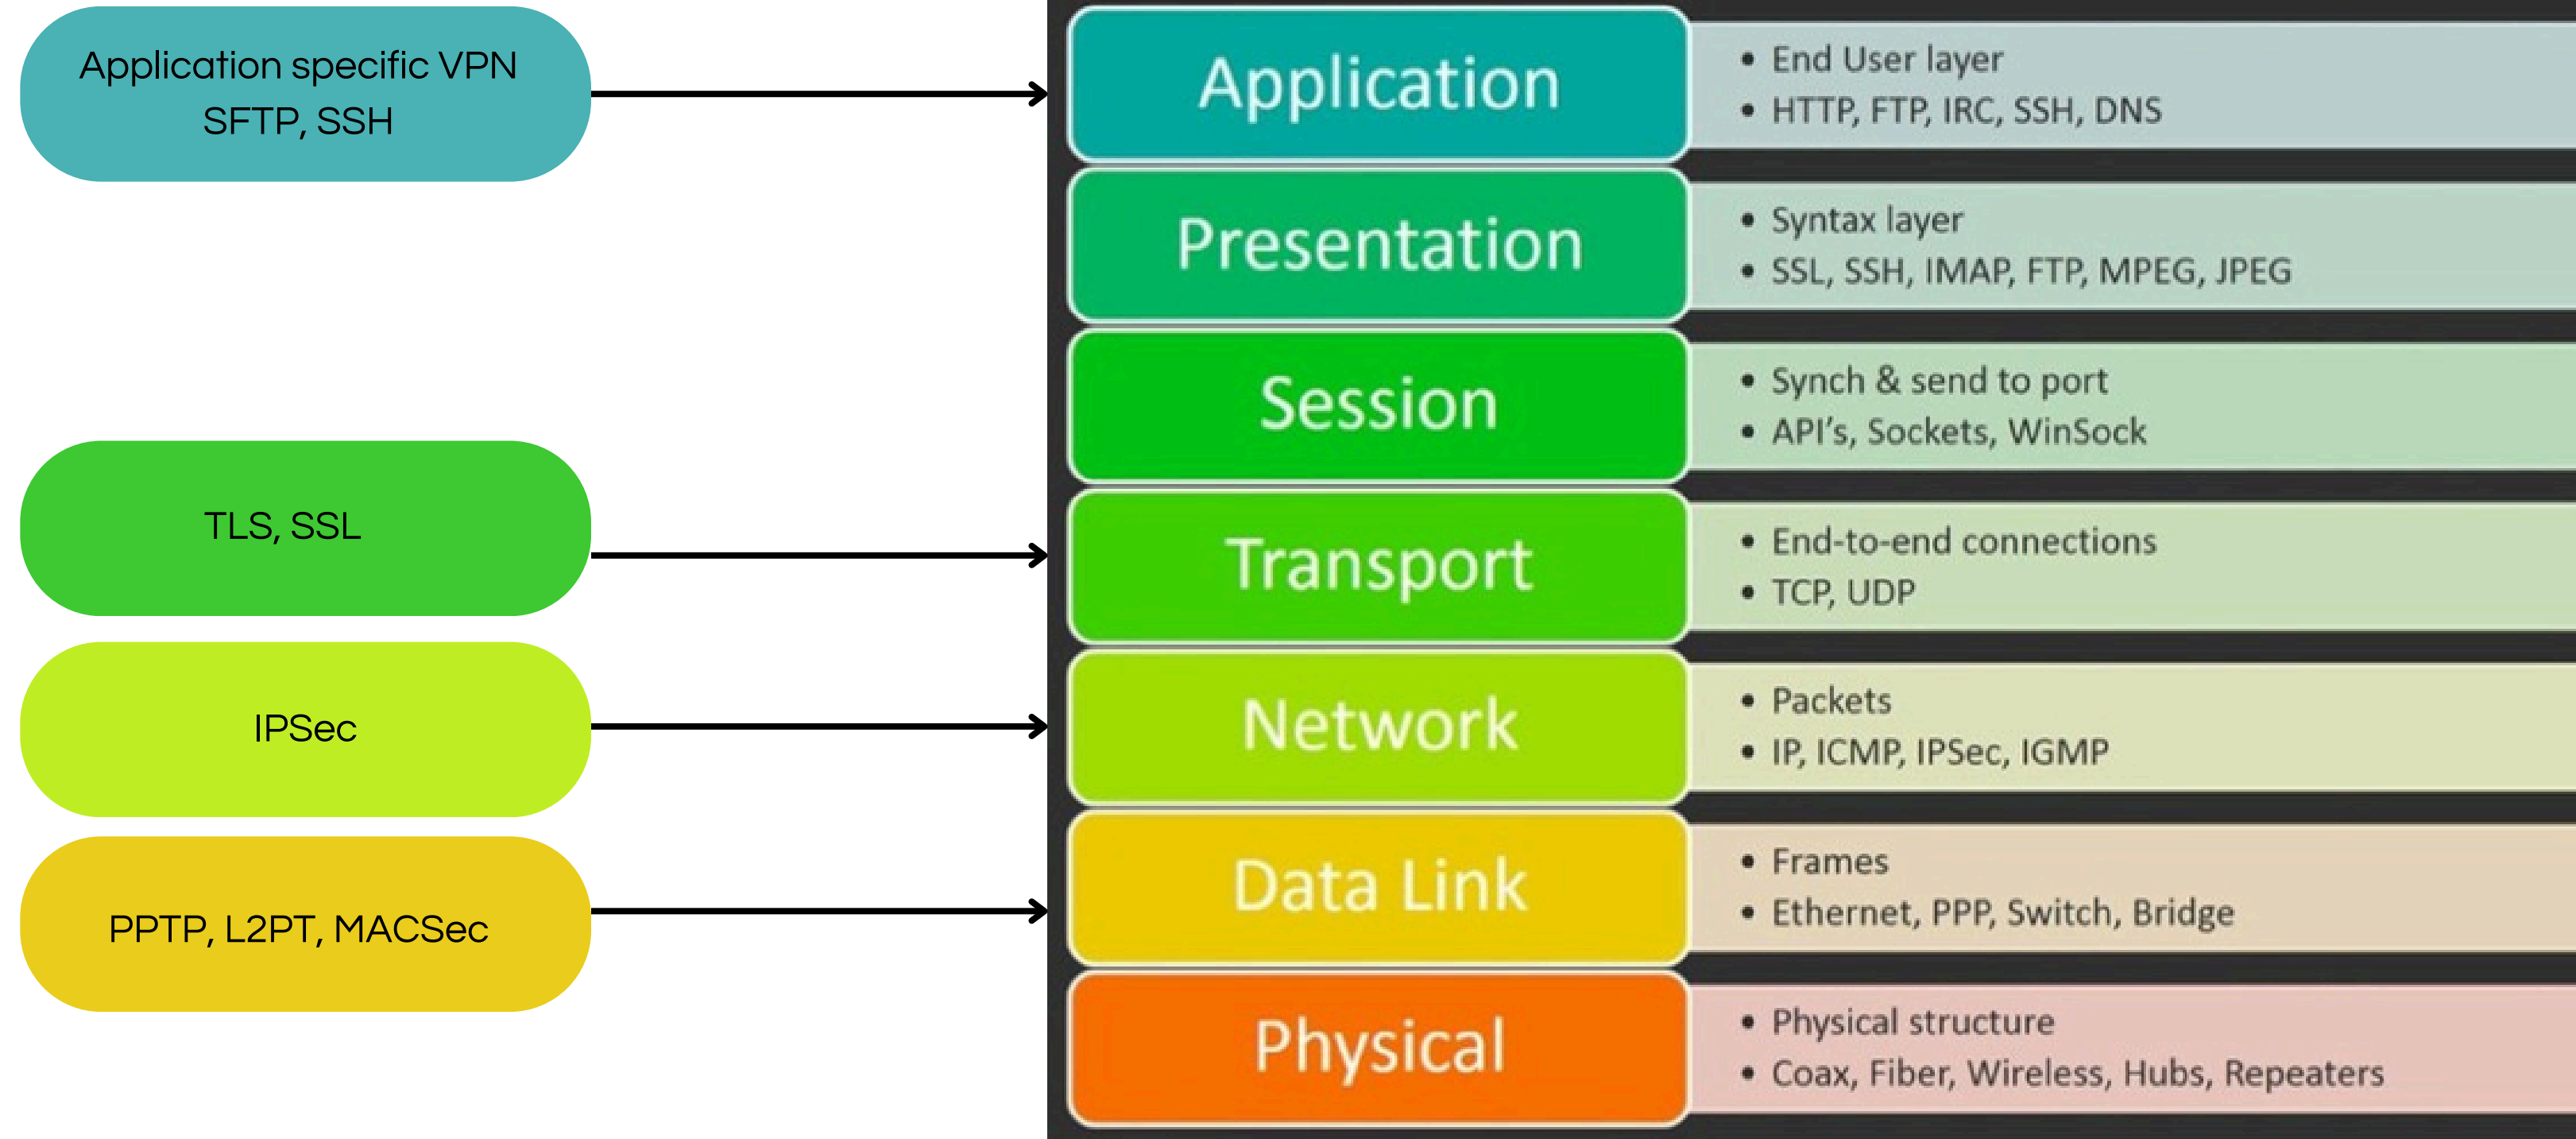 Application specific VPN
SFTP, SSH
TLS, SSL
IPSec
PPTP, L2PT, MACSec
Application
• End User layer
• HTTP, FTP, IRC, SSH, DNS
Presentation
• Syntax layer
• SSL, SSH, IMAP, FTP, MPEG, JPEG
Session
• Synch & send to port
• API’s, Sockets, WinSock
Transport
• End-to-end connections
• TCP, UDP
Network
• Packets
• IP, ICMP, IPSec, IGMP
Data Link
• Frames
• Ethernet, PPP, Switch, Bridge
Physical
• Physical structure
• Coax, Fiber, Wireless, Hubs, Repeaters